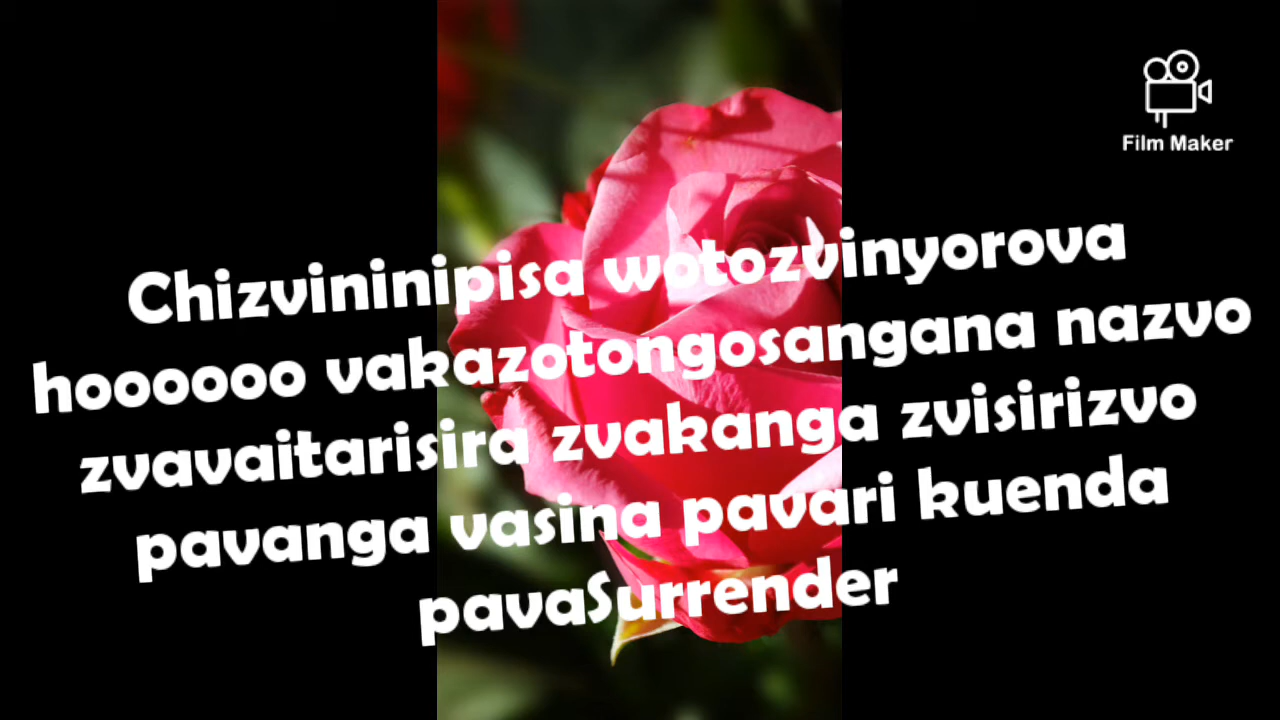 Film Maker
Chizvininipisa wotozvinyorova
hoooooo vakazotongosangana nazvo
zvavaitarisira zvakanga zvisirizvo
pavanga vasina pavari kuenda
pavaSurrender